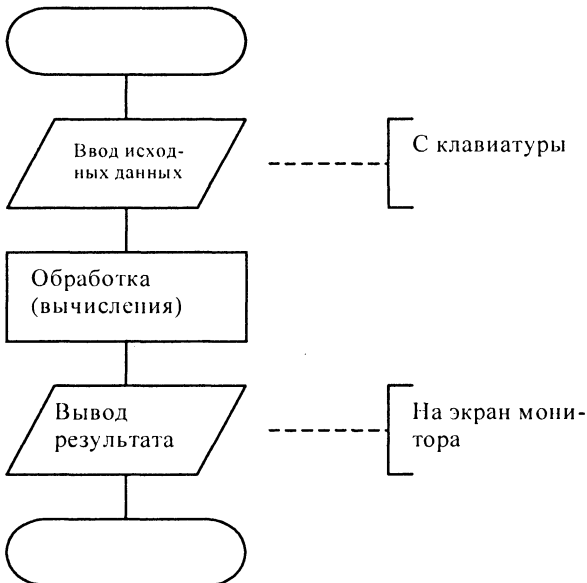 Ввод исход-
ных данных
С клавиатуры
Обработка
(вычисления)
Вывод
результата
На экран мони-
тора